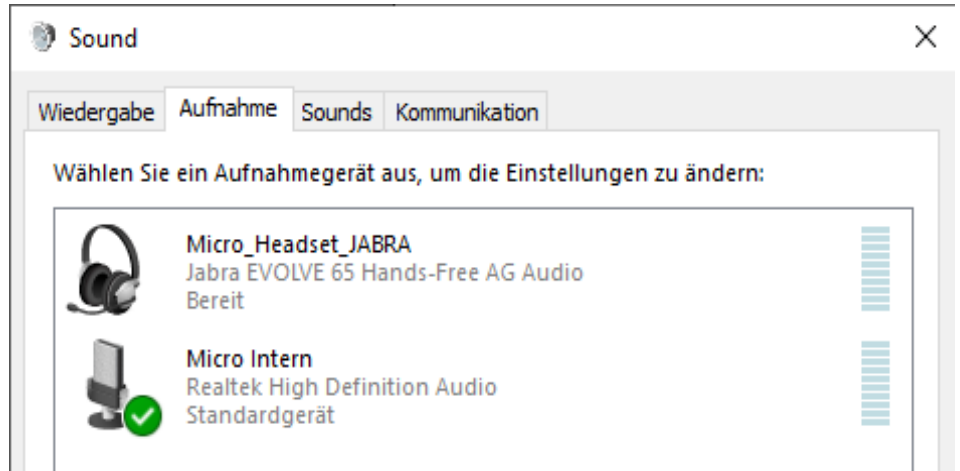 Sound
Wiedergabe Aufnahme Sounds Kommunikation
Wählen Sie ein Aufnahmegerät aus, um die Einstellungen zu ändern:
Micro_Headset_JABRA
Jabra EVOLVE 65 Hands-Free AG Audio
Bereit
Micro Intern
Realtek High Definition Audio
Standardgerät